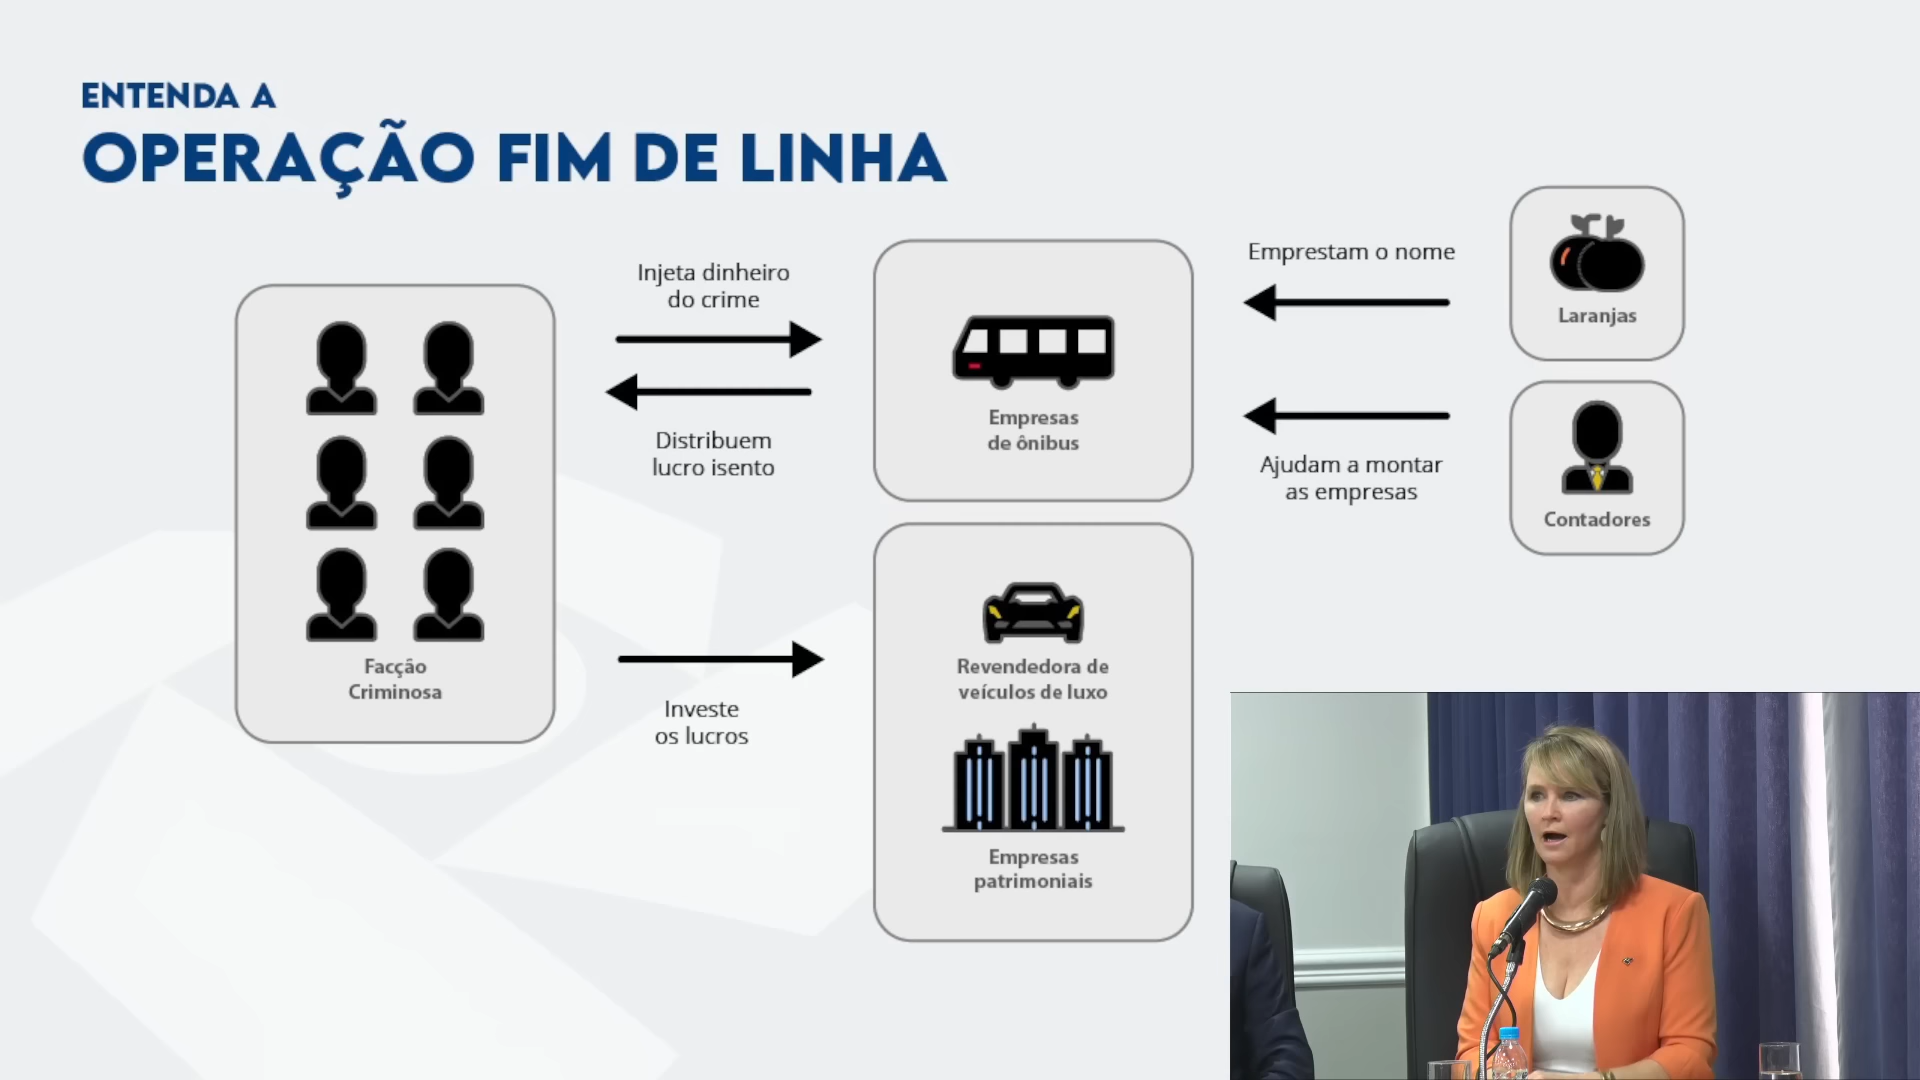 ENTENDA A
OPERAÇÃO FIM DE LINHA
Injeta dinheiro
do crime
Distribuem
lucro isento
Facção
Criminosa
Investe
os lucros
Empresas
de ônibus
Revendedora de
veículos de luxo
Empresas
patrimoniais
Emprestam o nome
Laranjas
Ajudam a montar
as empresas
Contadores